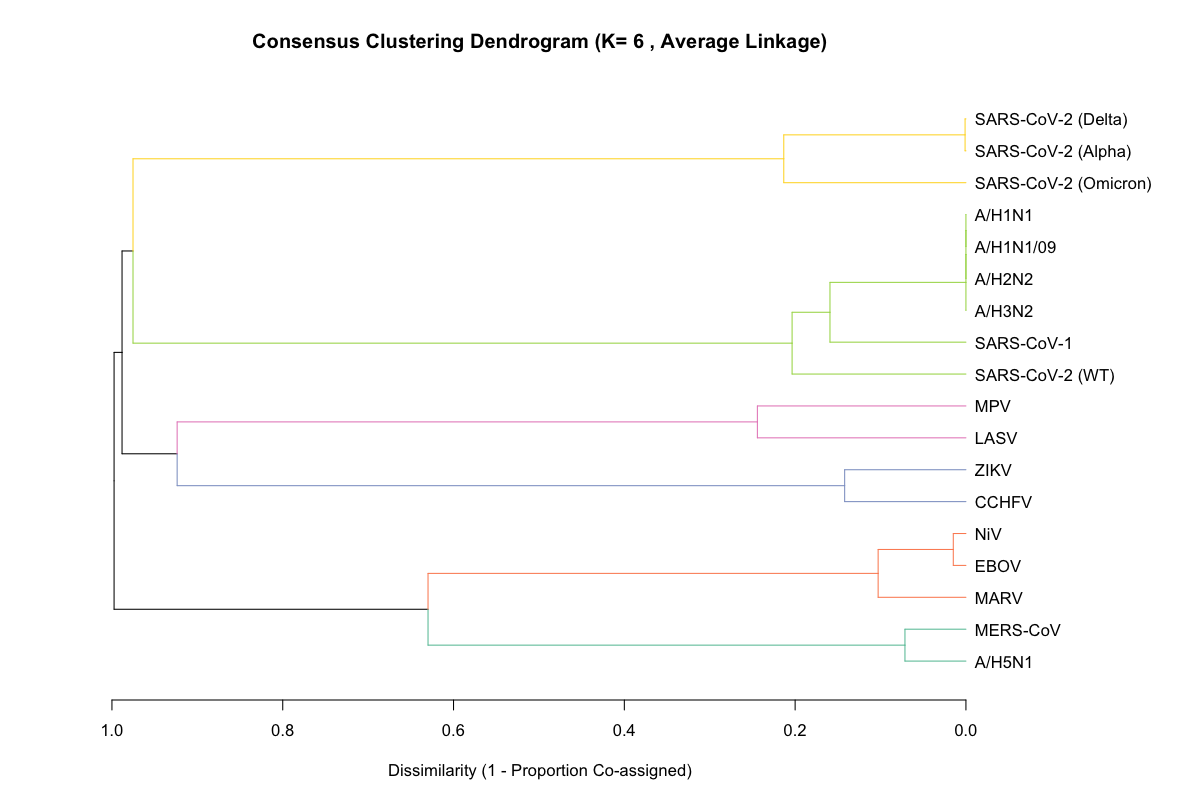 Consensus Clustering Dendrogram (K= 6 , Average Linkage)
SARS-CoV-2 (Delta)
SARS-CoV-2 (Alpha)
SARS-CoV-2 (Omicron)
A/H1N1
A/H1N1/09
A/H2N2
A/H3N2
SARS-CoV-1
SARS-CoV-2 (WT)
MPV
LASV
ZIKV
CCHFV
NiV
EBOV
MARV
MERS-CoV
A/H5N1
1.0 0.8 0.6 0.4 0.2 0.0
Dissimilarity (1 - Proportion Co-assigned)